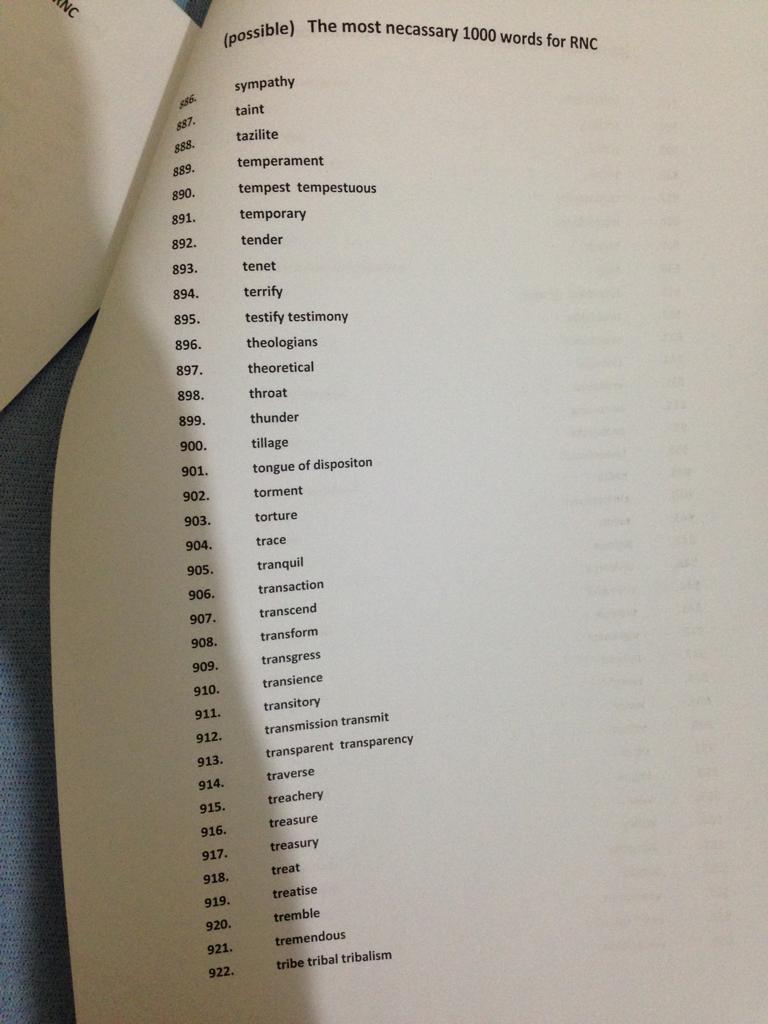 RNC
(possible) The most necassary 1000 words for RNC
886. sympathy
887. taint
888. tazilite
889. temperament
890. tempest tempestuous
891. temporary
892. tender
893. tenet
894. terrify
895. testify testimony
896. theologians
897. theoretical
898. throat
899. thunder
900. tillage
901. tongue of dispositon
902. torment
903. torture
904. trace
905. tranquil
906. transaction
907. transcend
908. transform
909. transgress
910. transience
911. transitory
912. transmission transmit
913. transparent transparency
914. traverse
915. treachery
916. treasure
917. treasury
918. treat
919. treatise
920. tremble
921. tremendous
922. tribe tribal tribalism